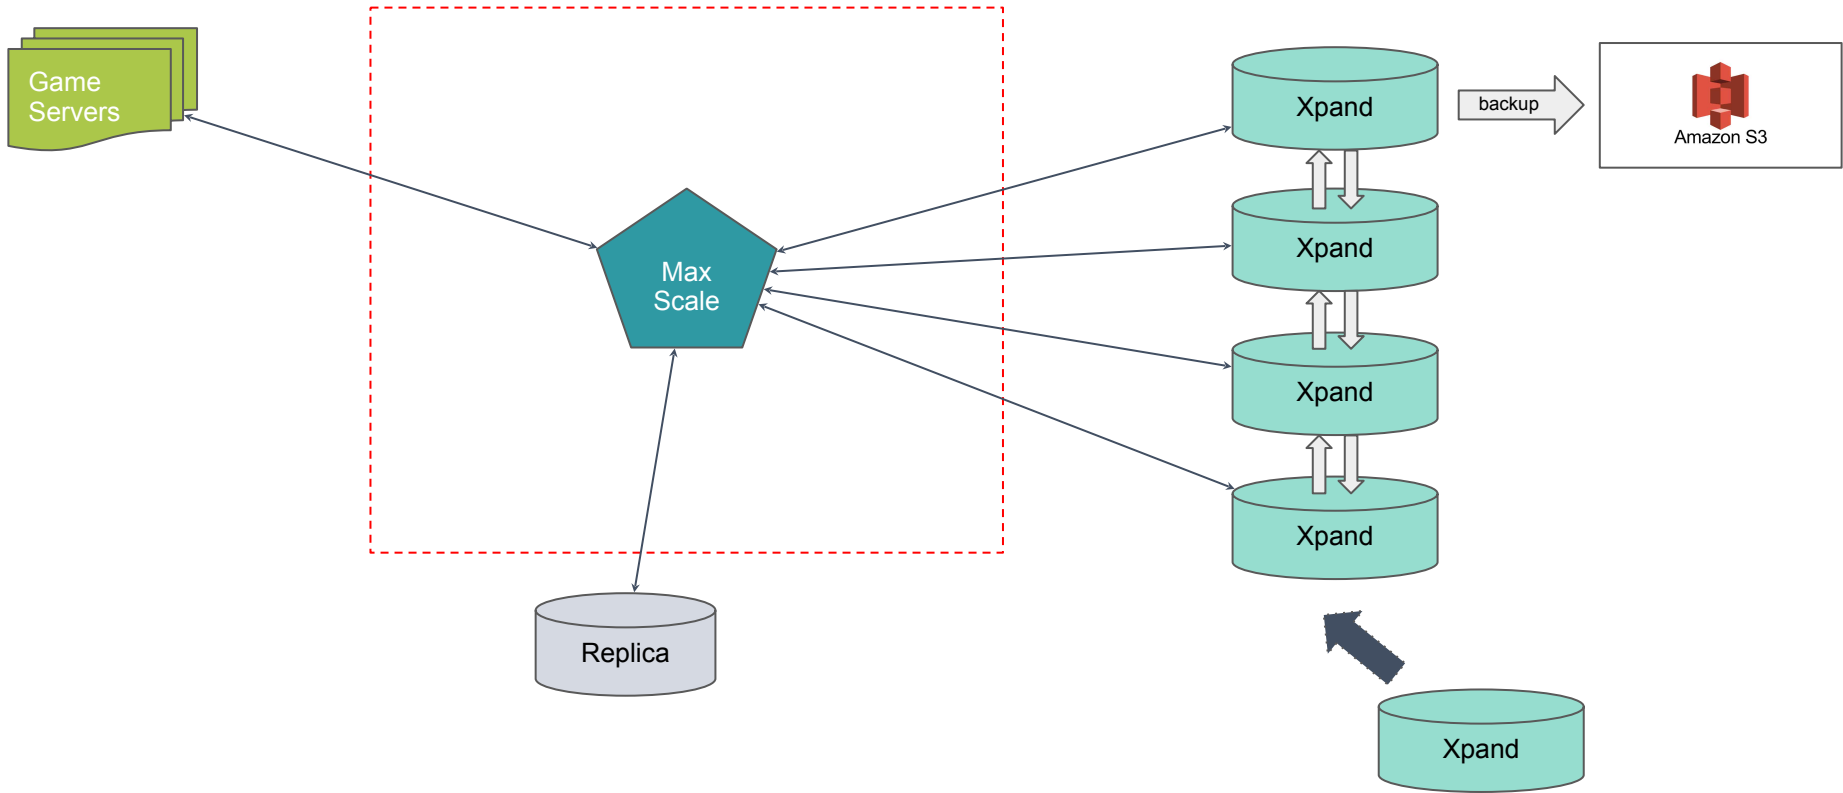 Game
Servers
Max
Scale
Replica
Xpand
backup
Amazon S3
Xpand
Xpand
Xpand
Xpand